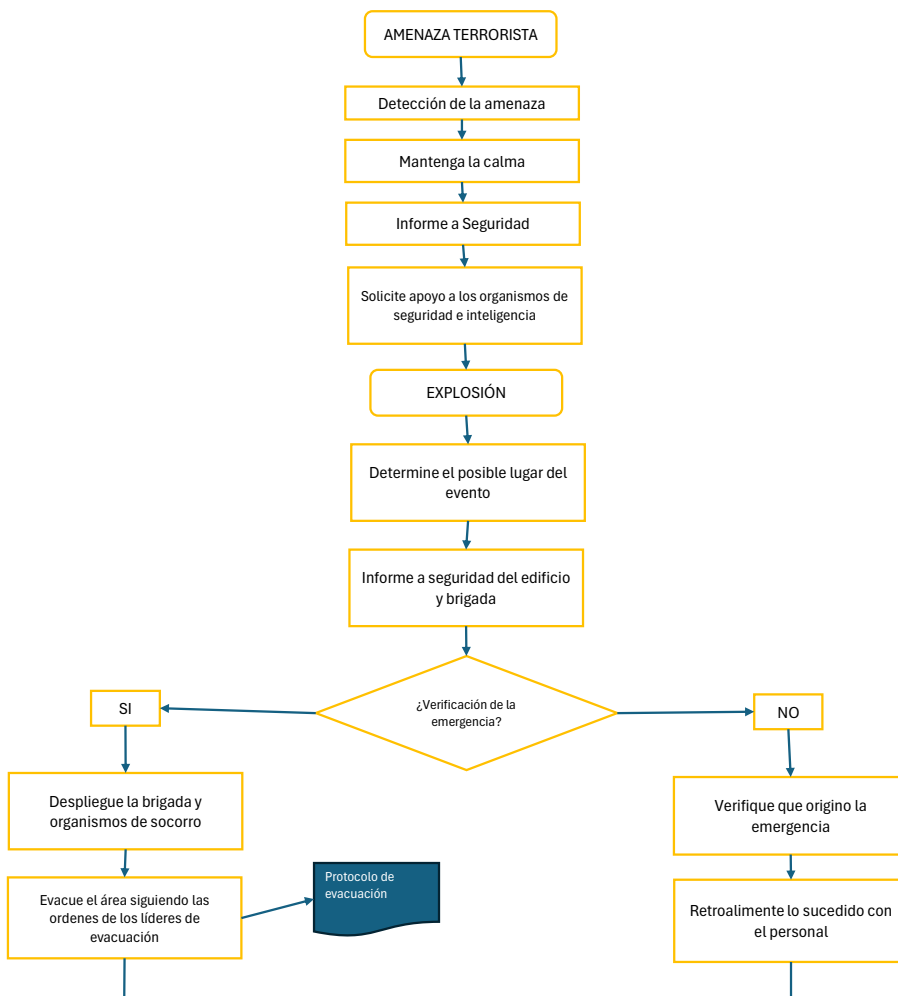 AMENAZA TERRORISTA
Detección de la amenaza
Mantenga la calma
Informe a Seguridad
Solicite apoyo a los organismos de
seguridad e inteligencia
EXPLOSIÓN
Determine el posible lugar del
evento
Informe a seguridad del edificio
y brigada
¿Verificación de la
emergencia?
SI
NO
Despliegue la brigada y
organismos de socorro
Verifique que origino la
emergencia
Evacue el área siguiendo las
ordenes de los líderes de
evacuación
Protocolo de
evacuación
Retroalimente lo sucedido con
el personal